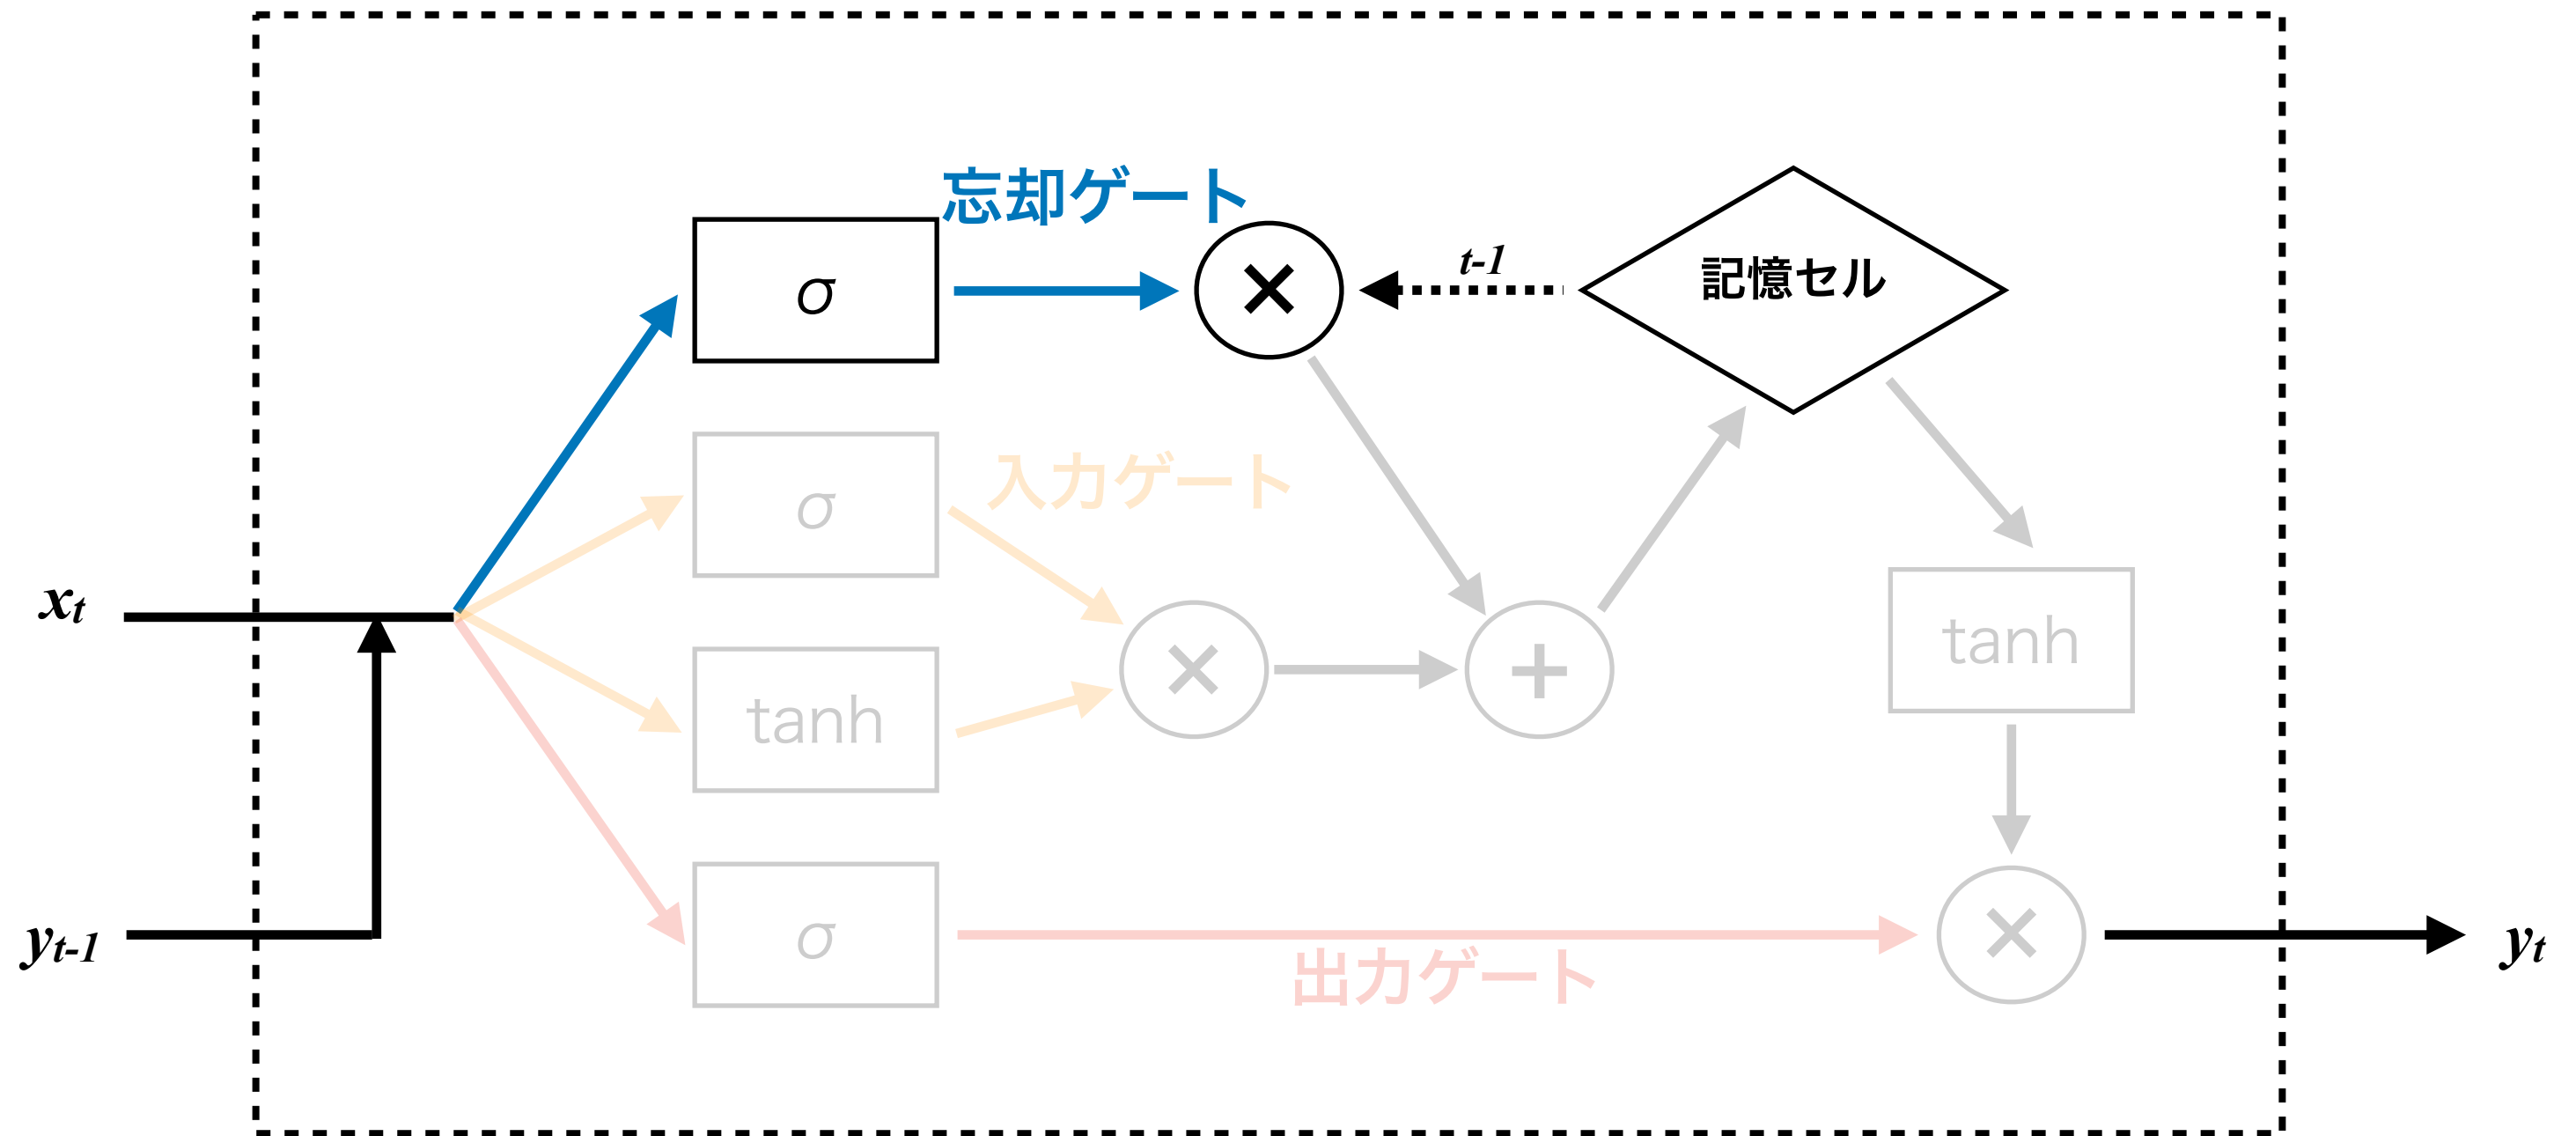 忘却ゲート
σ
×
t-1
記憶セル
入力ゲート
σ
xt
tanh
×
+
tanh
yt-1
σ
出力ゲート
×
yt